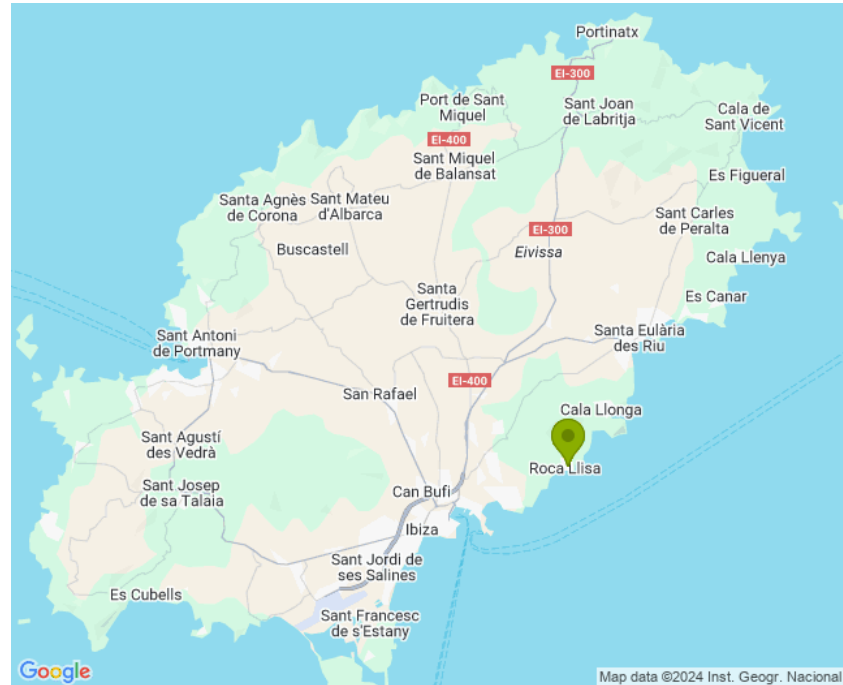 Portinatx
EI-300
Port de Sant
Miquel
Sant Joan
de Labritja
Cala de
Sant Vicent
EI-400
Sant Miquel
de Balansat
Es Figueral
Santa Agnès
de Corona
Sant Mateu
d'Albarca
Sant Carles
de Peralta
EI-300
Buscastell
Eivissa
Cala Llenya
Santa
Gertrudis
de Fruitera
Es Canar
Sant Antoni
de Portmany
Santa Eulària
des Riu
EI-400
San Rafael
Cala Llonga
Sant Agustí
des Vedrà
Roca Llisa
Sant Josep
de sa Talaia
Can Bufí
Ibiza
Sant Jordi de
ses Salines
Es Cubells
Sant Francesc
de s'Estany
Google
Map data ©2024 Inst. Geogr. Nacional